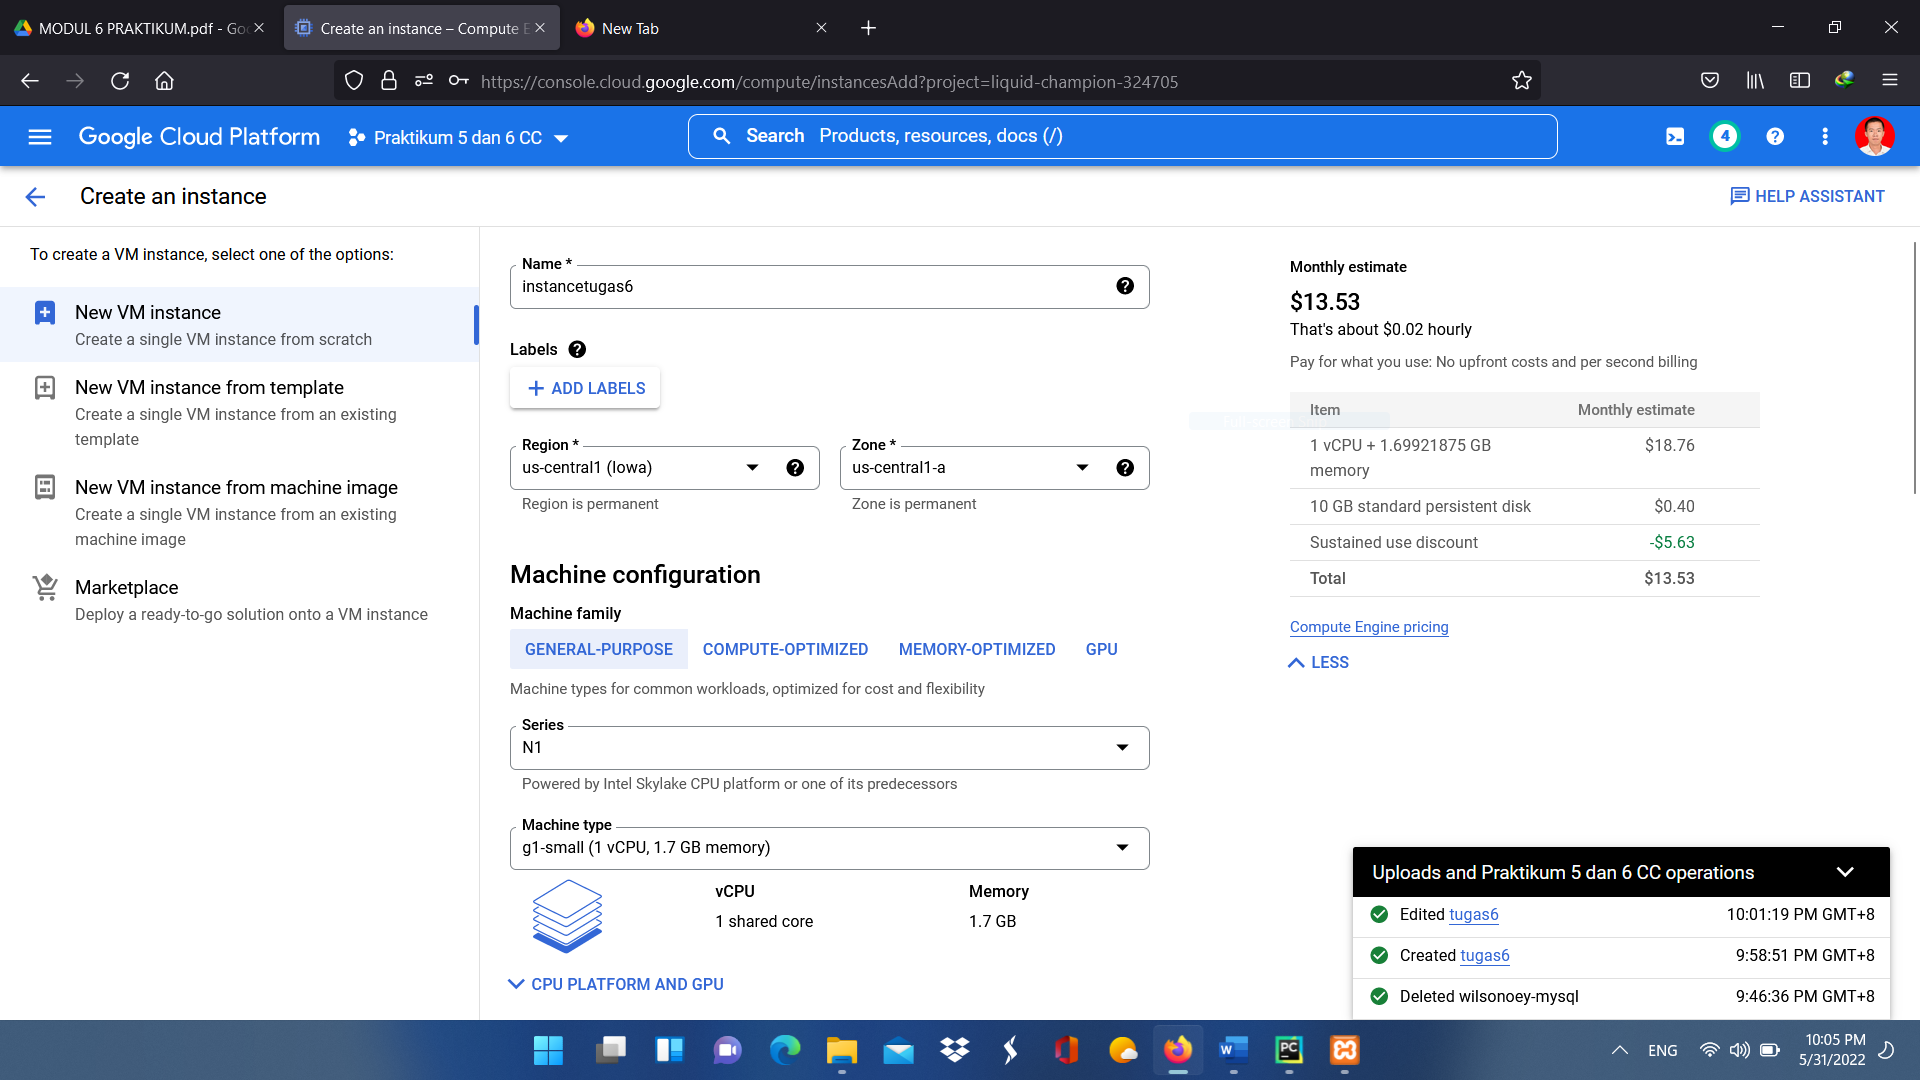 MODUL 6 PRAKTIKUM.pdf - Goo
Create an instance – Compute E
New Tab
https://console.cloud.google.com/compute/instancesAdd?project=liquid-champion-324705
Google Cloud Platform
Praktikum 5 dan 6 CC
Search Products, resources, docs (/)
4
Create an instance
HELP ASSISTANT
To create a VM instance, select one of the options:
New VM instance
Create a single VM instance from scratch
New VM instance from template
Create a single VM instance from an existing
template
New VM instance from machine image
Create a single VM instance from an existing
machine image
Marketplace
Deploy a ready-to-go solution onto a VM instance
Name *
instancetugas6
Labels
ADD LABELS
Region *
us-central1 (Iowa)
Region is permanent
Zone *
us-central1-a
Zone is permanent
Machine configuration
Machine family
GENERAL-PURPOSE
COMPUTE-OPTIMIZED
MEMORY-OPTIMIZED
GPU
Machine types for common workloads, optimized for cost and flexibility
Series
N1
Powered by Intel Skylake CPU platform or one of its predecessors
Machine type
g1-small (1 vCPU, 1.7 GB memory)
vCPU
1 shared core
Memory
1.7 GB
CPU PLATFORM AND GPU
Monthly estimate
$13.53
That's about $0.02 hourly
Pay for what you use: No upfront costs and per second billing
Item Monthly estimate
1 vCPU + 1.69921875 GB
memory
$18.76
10 GB standard persistent disk $0.40
Sustained use discount -$5.63
Total $13.53
Compute Engine pricing
LESS
Uploads and Praktikum 5 dan 6 CC operations
Edited tugas6 10:01:19 PM GMT+8
Created tugas6 9:58:51 PM GMT+8
Deleted wilsonoey-mysql 9:46:36 PM GMT+8
ENG
10:05 PM
5/31/2022